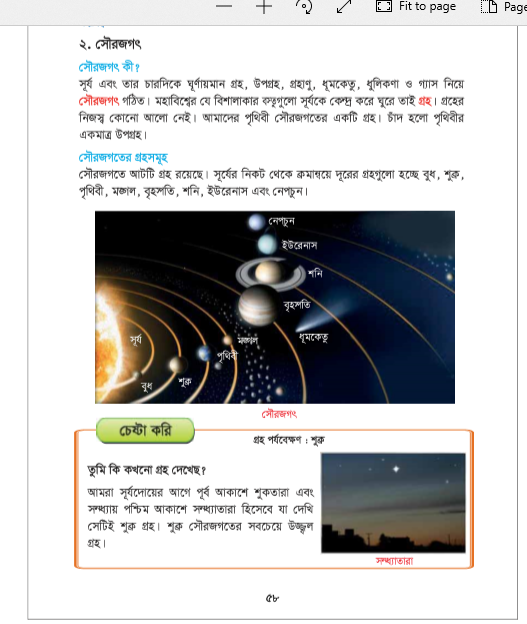 Fit to page
Page
২. সৌরজগৎ
সৌরজগৎ কী?
সূর্য এবং তার চারদিকে ঘূর্ণায়মান গ্রহ, উপগ্রহ, গ্রহাণু, ধূমকেতু, ধুলিকণা ও গ্যাস নিয়ে
সৌরজগৎ গঠিত। মহাবিশ্বের যে বিশালাকার বস্তুগুলো সূর্যকে কেন্দ্র করে ঘুরে তাই গ্রহ। গ্রহের
নিজস্ব কোনো আলো নেই। আমাদের পৃথিবী সৌরজগতের একটি গ্রহ। চাঁদ হলো পৃথিবীর
একমাত্র উপগ্রহ।
সৌরজগতের গ্রহসমূহ
সৌরজগতে আটটি গ্রহ রয়েছে। সূর্যের নিকট থেকে ক্রমান্বয়ে দূরের গ্রহগুলো হচ্ছে বুধ, শুক্র,
পৃথিবী, মঙ্গল, বৃহস্পতি, শনি, ইউরেনাস এবং নেপচুন।
নেপচুন
ইউরেনাস
শনি
বৃহস্পতি
ধূমকেতু
মঙ্গল
সূর্য
পৃথিবী
শুক্র
বুধ
সৌরজগৎ
চেষ্টা করি
গ্রহ পর্যবেক্ষণ : শুক্র
তুমি কি কখনো গ্রহ দেখেছ?
আমরা সূর্যদোয়ের আগে পূর্ব আকাশে শুকতারা এবং
সন্ধ্যায় পশ্চিম আকাশে সন্ধ্যাতারা হিসেবে যা দেখি
সেটিই শুক্র গ্রহ। শুক্র সৌরজগতের সবচেয়ে উজ্জ্বল
গ্রহ।
সন্ধ্যাতারা
৫৮